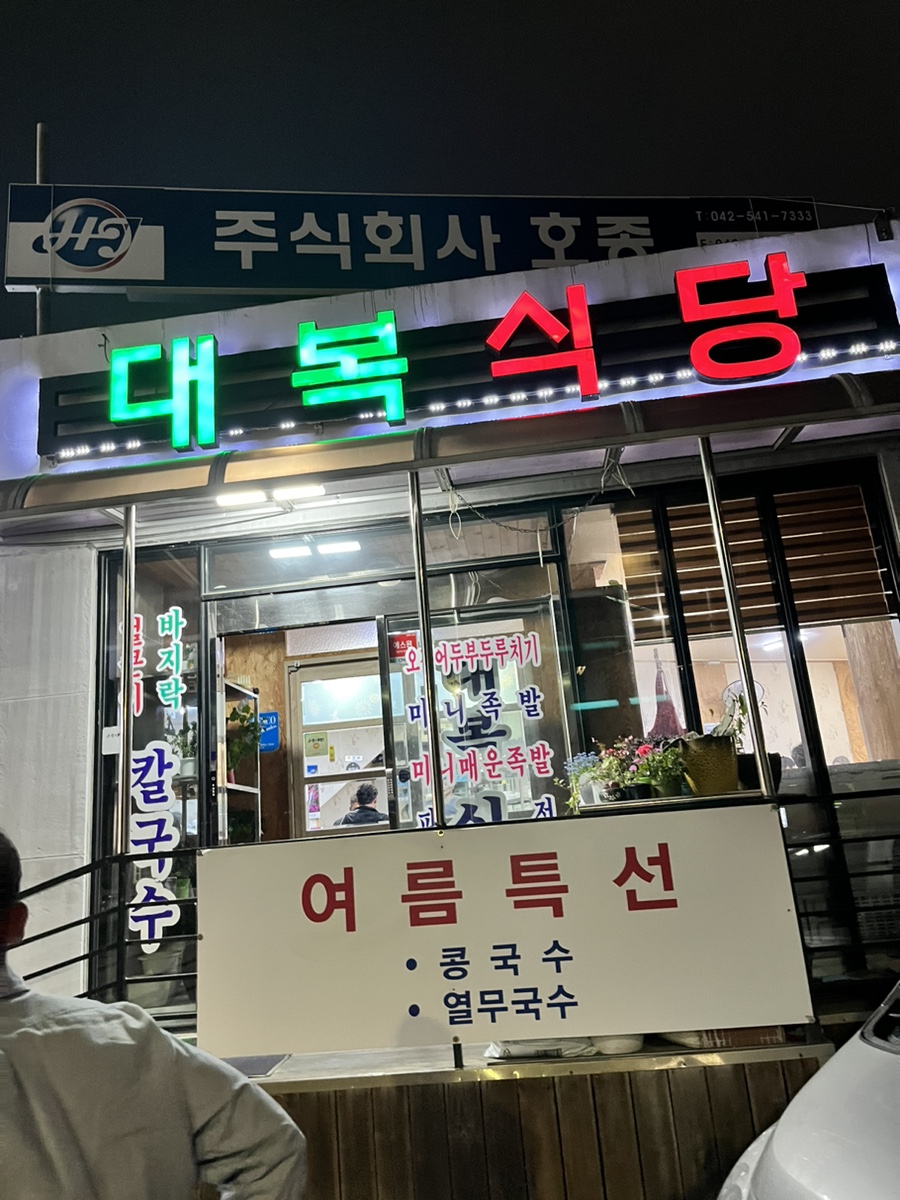 HJ 주식회사 호종
T:042-541-7333
대복식당
바지락
칼국수
미니족발
미니매운족발
여름특선
• 콩국수
• 열무국수